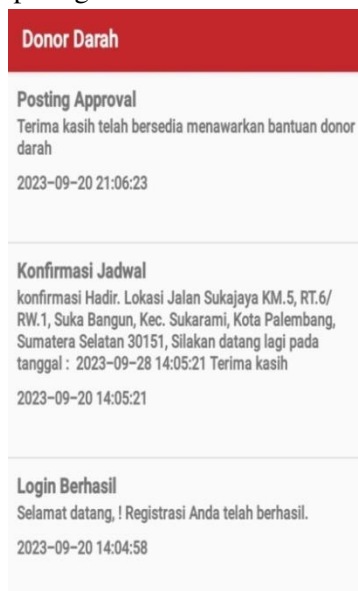 Donor Darah
Posting Approval
Terima kasih telah bersedia menawarkan bantuan donor
darah
2023-09-20 21:06:23
Konfirmasi Jadwal
konfirmasi Hadir. Lokasi Jalan Sukajaya KM.5, RT.6/
RW.1, Suka Bangun, Kec. Sukarami, Kota Palembang,
Sumatera Selatan 30151, Silakan datang lagi pada
tanggal : 2023-09-28 14:05:21 Terima kasih
2023-09-20 14:05:21
Login Berhasil
Selamat datang, ! Registrasi Anda telah berhasil.
2023-09-20 14:04:58